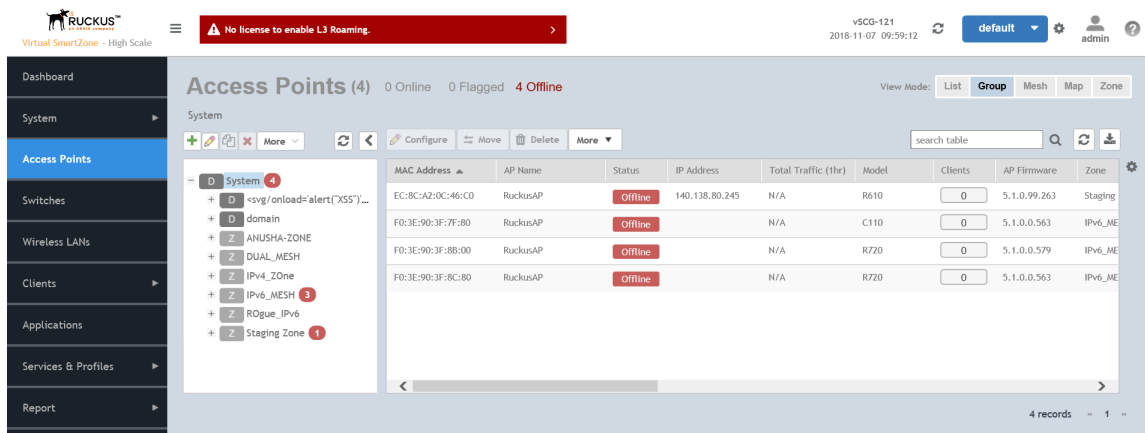 RUCKUS™
an ARRIS company
Virtual SmartZone - High Scale
No license to enable L3 Roaming.
vSCG-121
2018-11-07 09:59:12
default
admin
Dashboard
System
Access Points
Switches
Wireless LANs
Clients
Applications
Services & Profiles
Report
Access Points (4) 0 Online 0 Flagged 4 Offline
View Mode: List Group Mesh Map Zone
System
More
Configure Move Delete More
search table
D System 4
D <svg/onload='alert("XSS")'...
D domain
Z ANUSHA-ZONE
Z DUAL_MESH
Z IPv4_ZOne
Z IPv6_MESH 3
Z ROgue_IPv6
Z Staging Zone 1
MAC Address AP Name Status IP Address Total Traffic (1hr) Model Clients AP Firmware Zone
EC:8C:A2:0C:46:C0 RuckusAP Offline 140.138.80.245 N/A R610 0 5.1.0.99.263 Staging
F0:3E:90:3F:7F:80 RuckusAP Offline N/A C110 0 5.1.0.0.563 IPv6_ME
F0:3E:90:3F:8B:00 RuckusAP Offline N/A R720 0 5.1.0.0.579 IPv6_ME
F0:3E:90:3F:8C:80 RuckusAP Offline N/A R720 0 5.1.0.0.563 IPv6_ME
4 records « 1 »